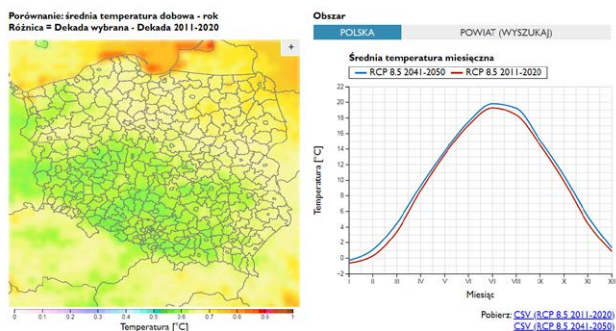 Porównanie: średnia temperatura dobowa - rok
Różnica = Dekada wybrana - Dekada 2011-2020
+
0 0.1 0.2 0.3 0.4 0.5 0.6 0.7 0.8 0.9 1
Temperatura [°C]
Obszar
POLSKA POWIAT (WYSZUKAJ)
Średnia temperatura miesięczna
RCP 8.5 2041-2050 RCP 8.5 2011-2020
Temperatura [°C]
22
20
18
16
14
12
10
8
6
4
2
0
-2
II III IV V VI VII VIII IX X XI XII
Miesiąc
Pobierz: CSV (RCP 8.5 2011-2020)
CSV (RCP 8.5 2041-2050)